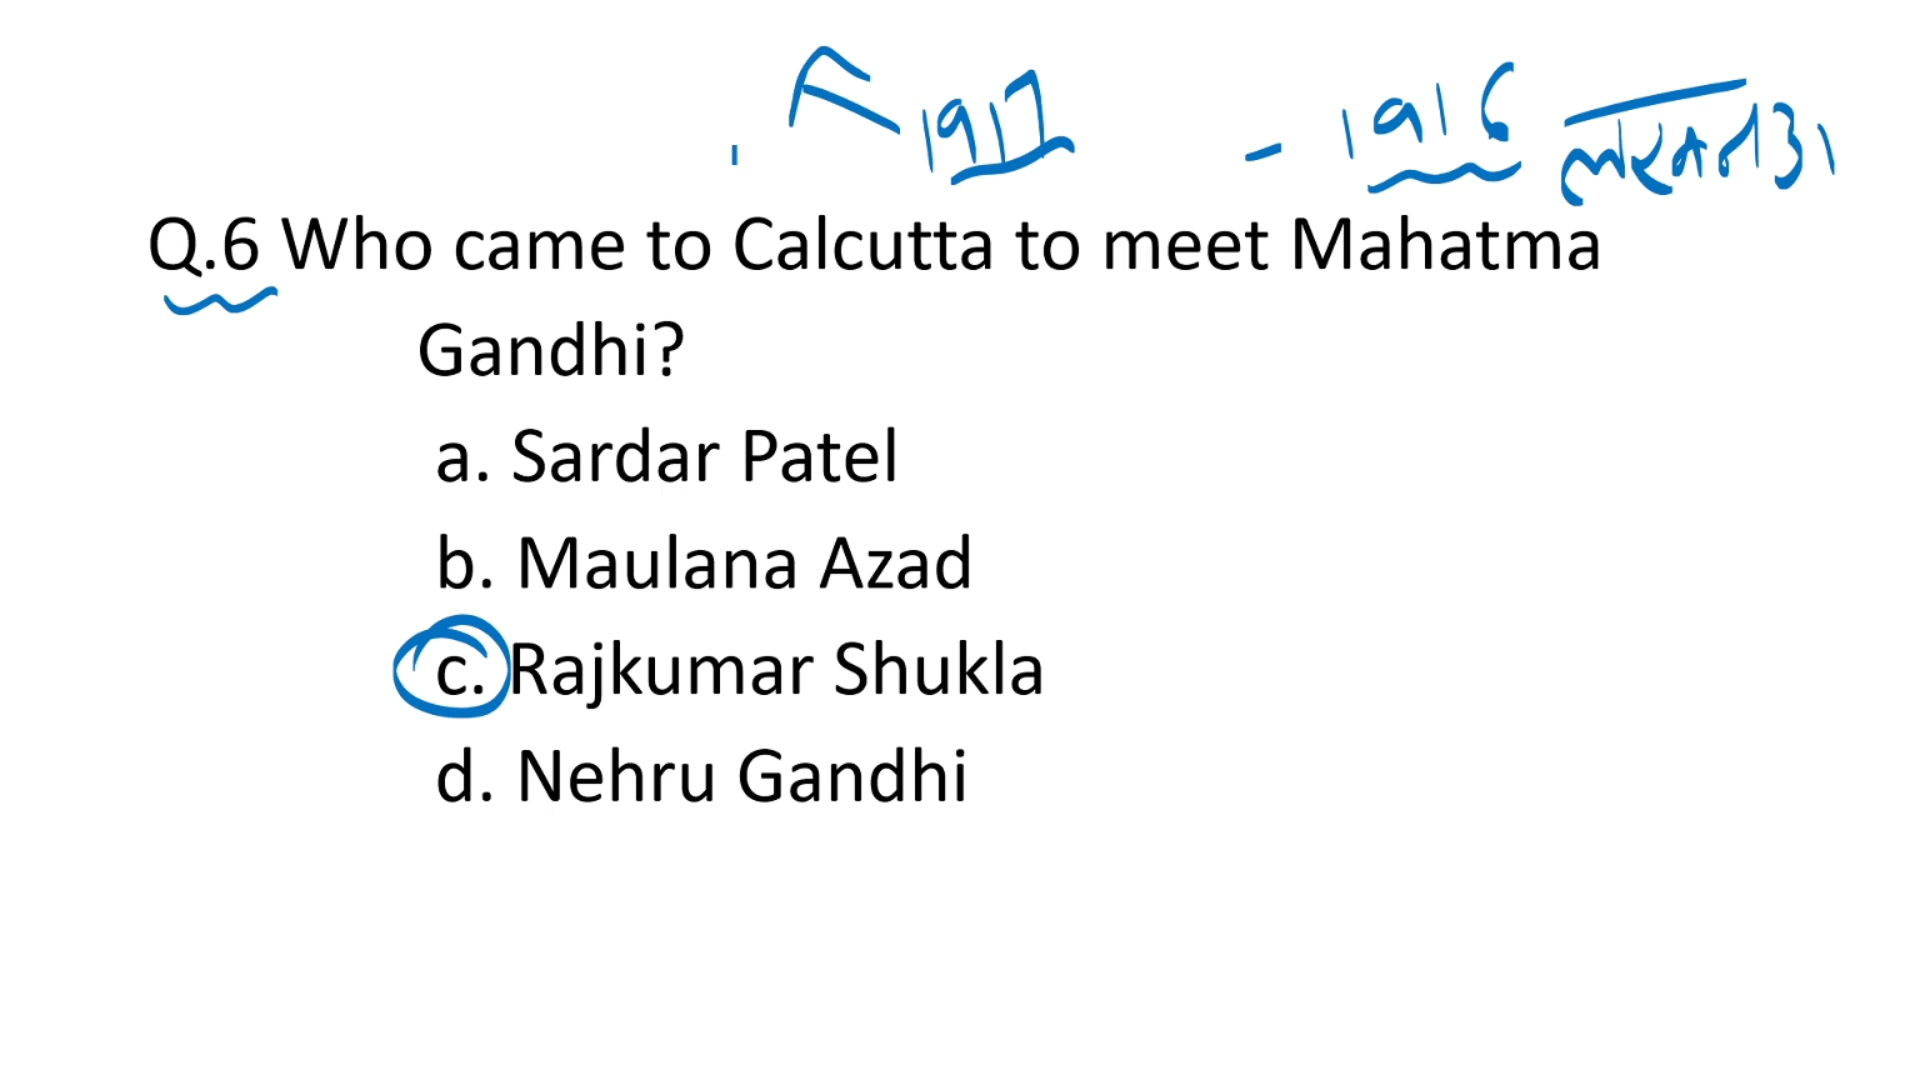 1917 - 1916
Q.6 Who came to Calcutta to meet Mahatma
Gandhi?
a. Sardar Patel
b. Maulana Azad
c. Rajkumar Shukla
d. Nehru Gandhi